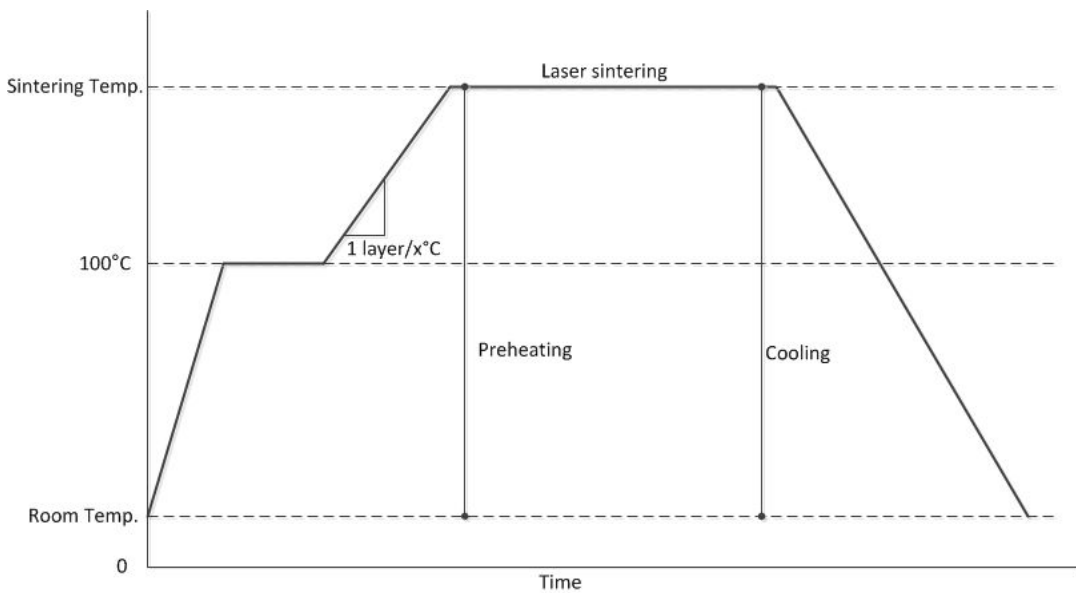 Laser sintering
Sintering Temp.
1 layer/x°C
100°C
Preheating
Cooling
Room Temp.
0
Time